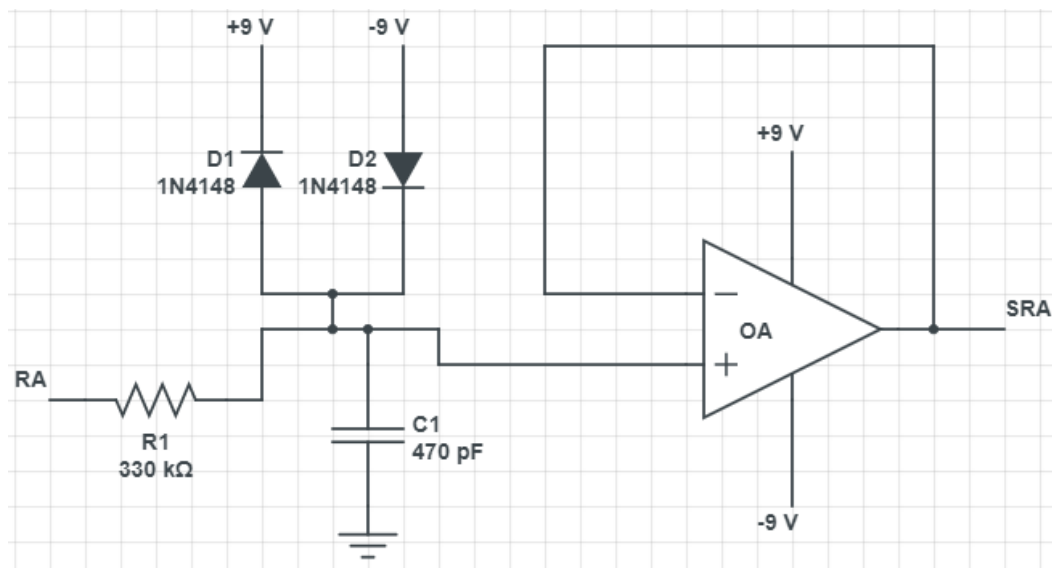 +9 V
-9 V
D1
1N4148
D2
1N4148
+9 V
−
OA
+
SRA
RA
R1
330 kΩ
C1
470 pF
-9 V